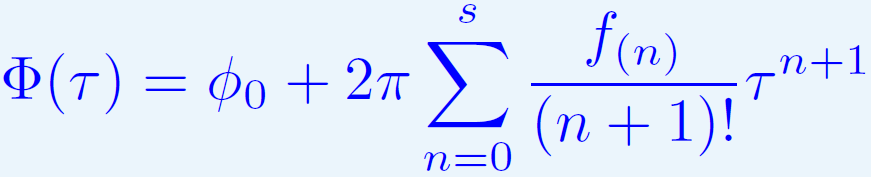 Φ(τ) = ϕ₀ + 2π ∑ₙ₌₀ˢ f₍ₙ₎/(n + 1)! τⁿ⁺¹